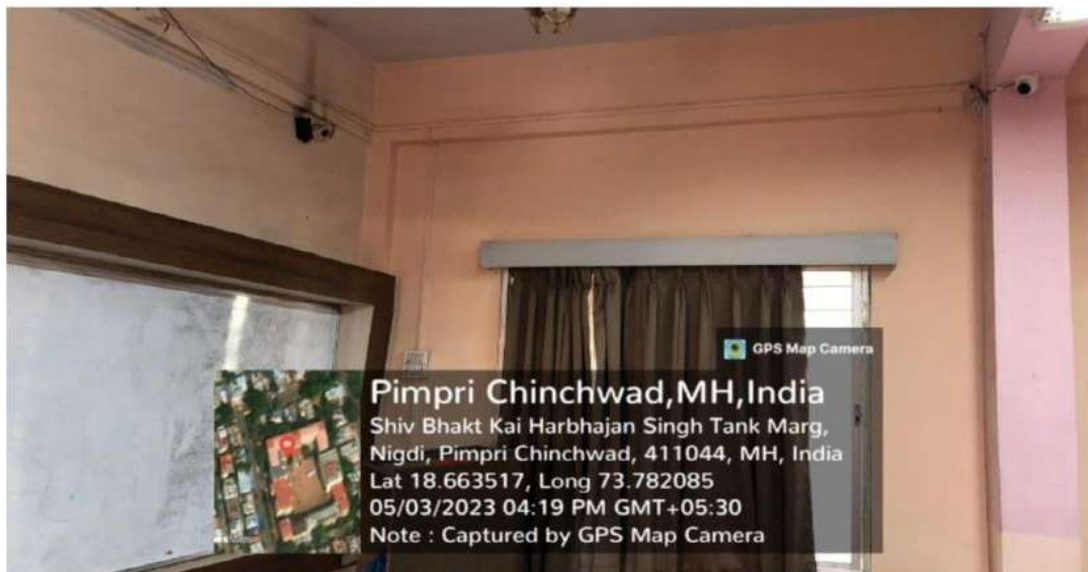 GPS Map Camera
Pimpri Chinchwad,MH,India
Shiv Bhakt Kai Harbhajan Singh Tank Marg,
Nigdi, Pimpri Chinchwad, 411044, MH, India
Lat 18.663517, Long 73.782085
05/03/2023 04:19 PM GMT+05:30
Note : Captured by GPS Map Camera